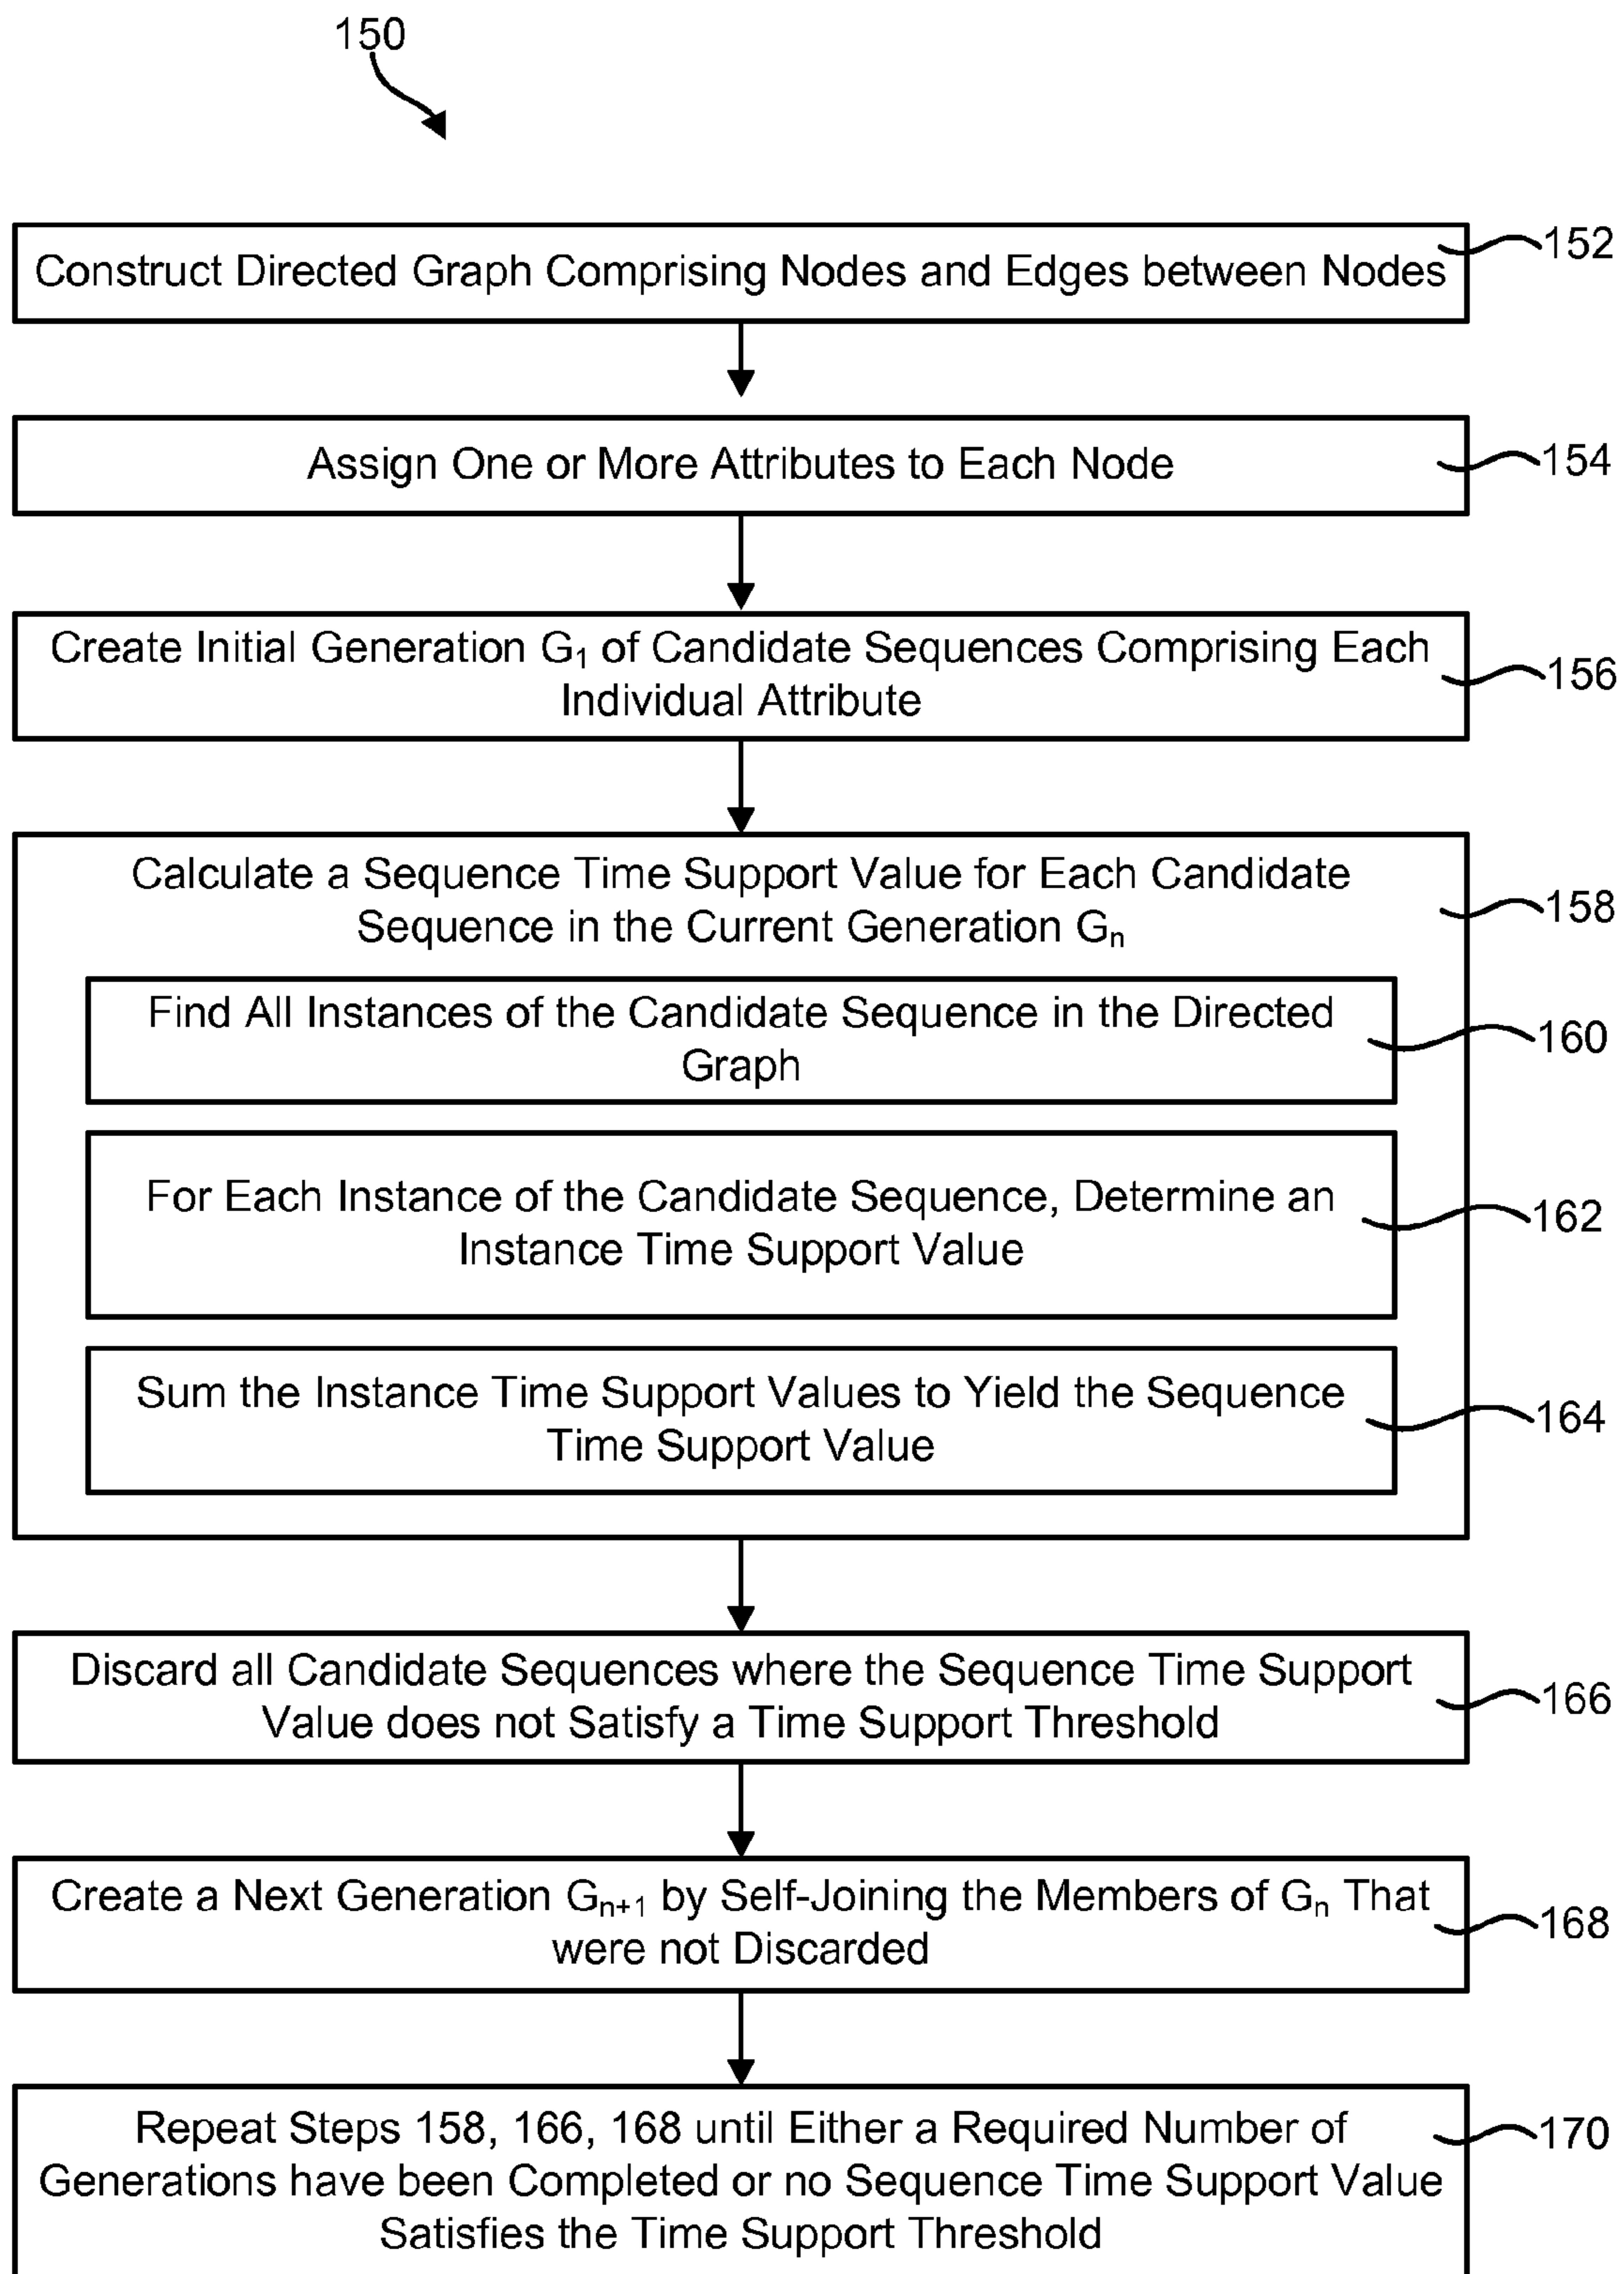 150
Construct Directed Graph Comprising Nodes and Edges between Nodes
152
Assign One or More Attributes to Each Node
154
Create Initial Generation G₁ of Candidate Sequences Comprising Each
Individual Attribute
156
Calculate a Sequence Time Support Value for Each Candidate
Sequence in the Current Generation Gₙ
158
Find All Instances of the Candidate Sequence in the Directed
Graph
160
For Each Instance of the Candidate Sequence, Determine an
Instance Time Support Value
162
Sum the Instance Time Support Values to Yield the Sequence
Time Support Value
164
Discard all Candidate Sequences where the Sequence Time Support
Value does not Satisfy a Time Support Threshold
166
Create a Next Generation Gₙ₊₁ by Self-Joining the Members of Gₙ That
were not Discarded
168
Repeat Steps 158, 166, 168 until Either a Required Number of
Generations have been Completed or no Sequence Time Support Value
Satisfies the Time Support Threshold
170